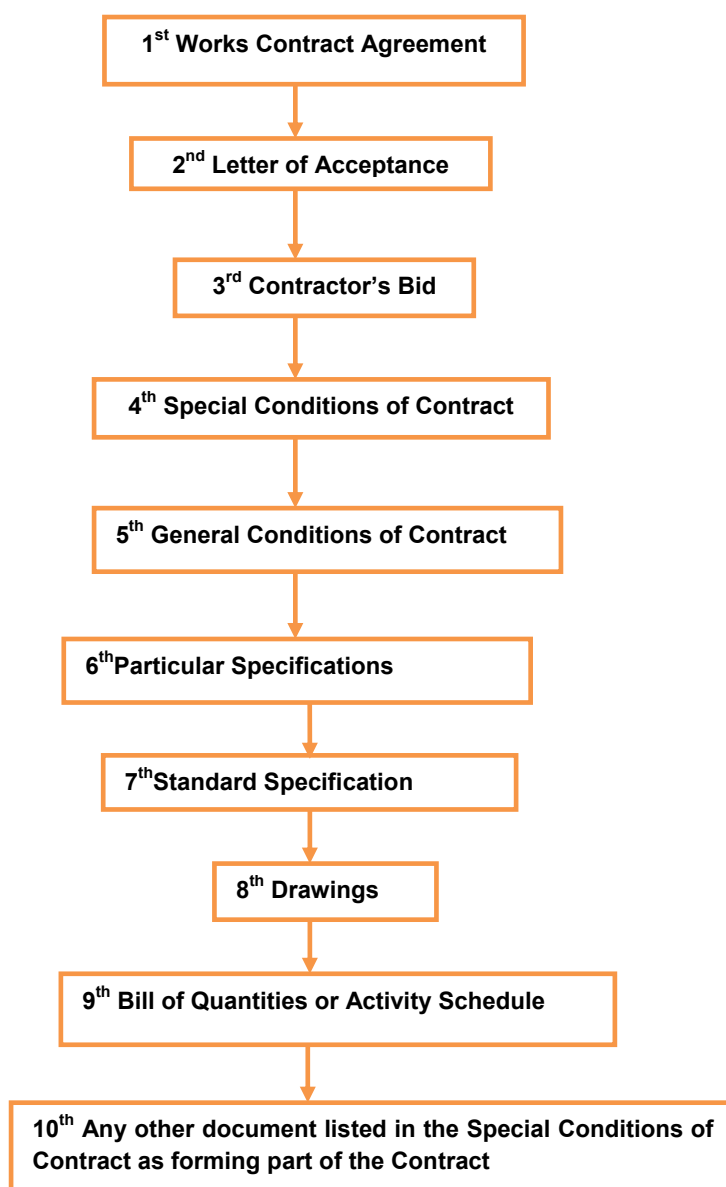 1st Works Contract Agreement
2nd Letter of Acceptance
3rd Contractor’s Bid
4th Special Conditions of Contract
5th General Conditions of Contract
6thParticular Specifications
7thStandard Specification
8th Drawings
9th Bill of Quantities or Activity Schedule
10th Any other document listed in the Special Conditions of
Contract as forming part of the Contract